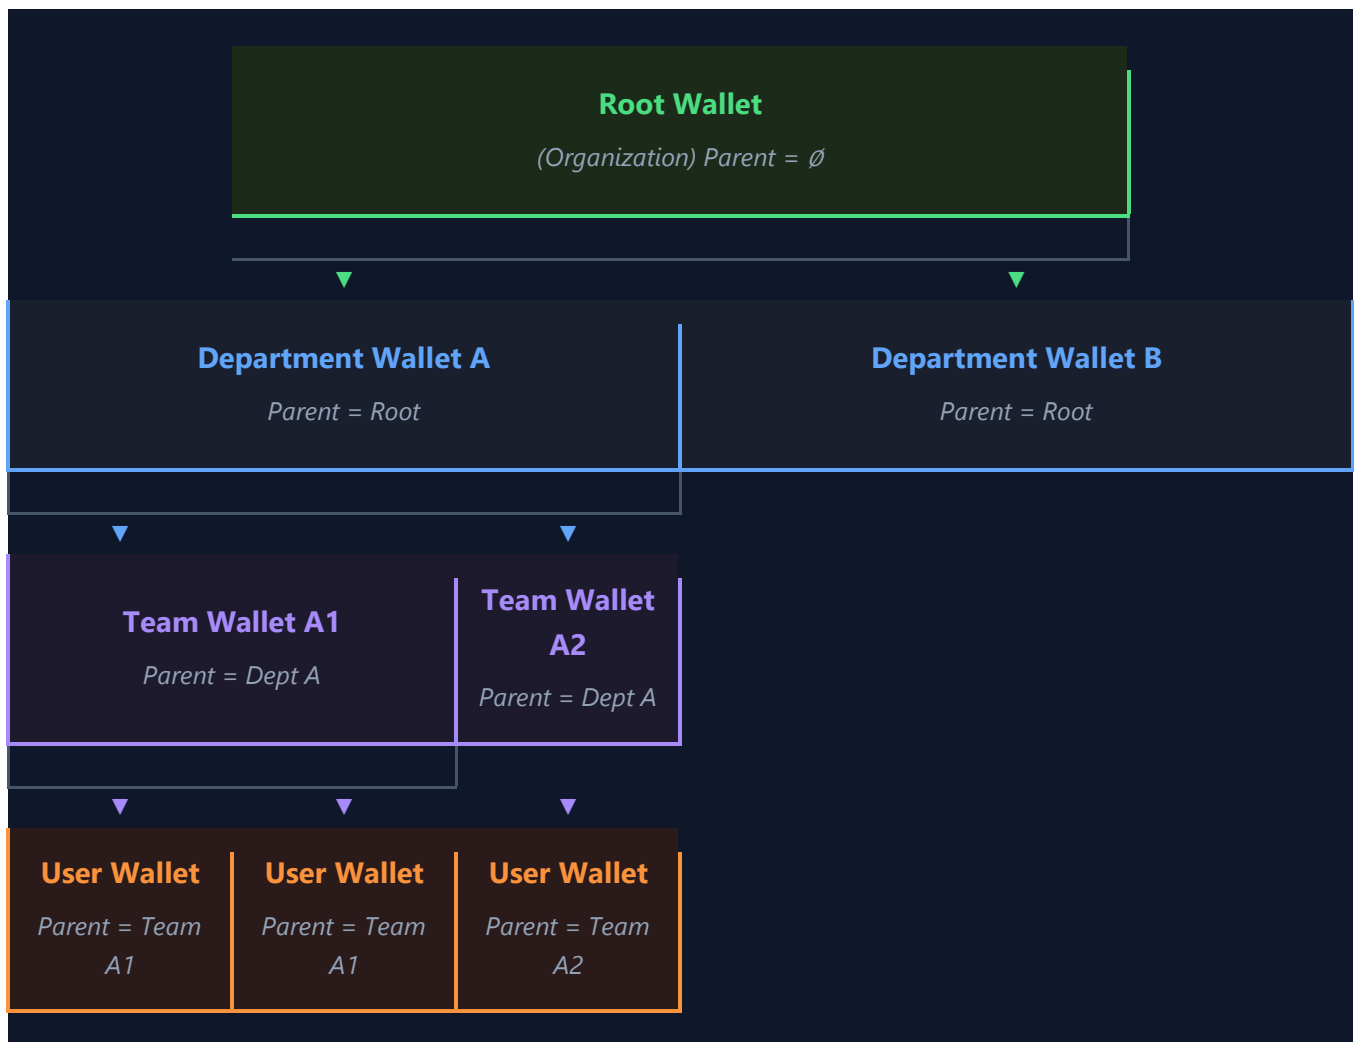 Root Wallet
(Organization) Parent = ∅
Department Wallet A
Parent = Root
Department Wallet B
Parent = Root
Team Wallet A1
Parent = Dept A
Team Wallet
A2
Parent = Dept A
User Wallet
Parent = Team
A1
User Wallet
Parent = Team
A1
User Wallet
Parent = Team
A2